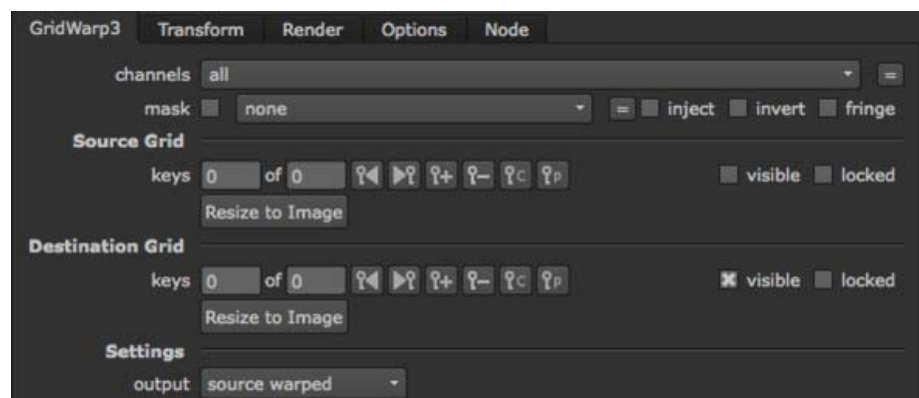 GridWarp3 Transform Render Options Node
channels all =
mask none = inject invert fringe
Source Grid
keys 0 of 0 + - C P visible locked
Resize to Image
Destination Grid
keys 0 of 0 + - C P visible locked
Resize to Image
Settings
output source warped